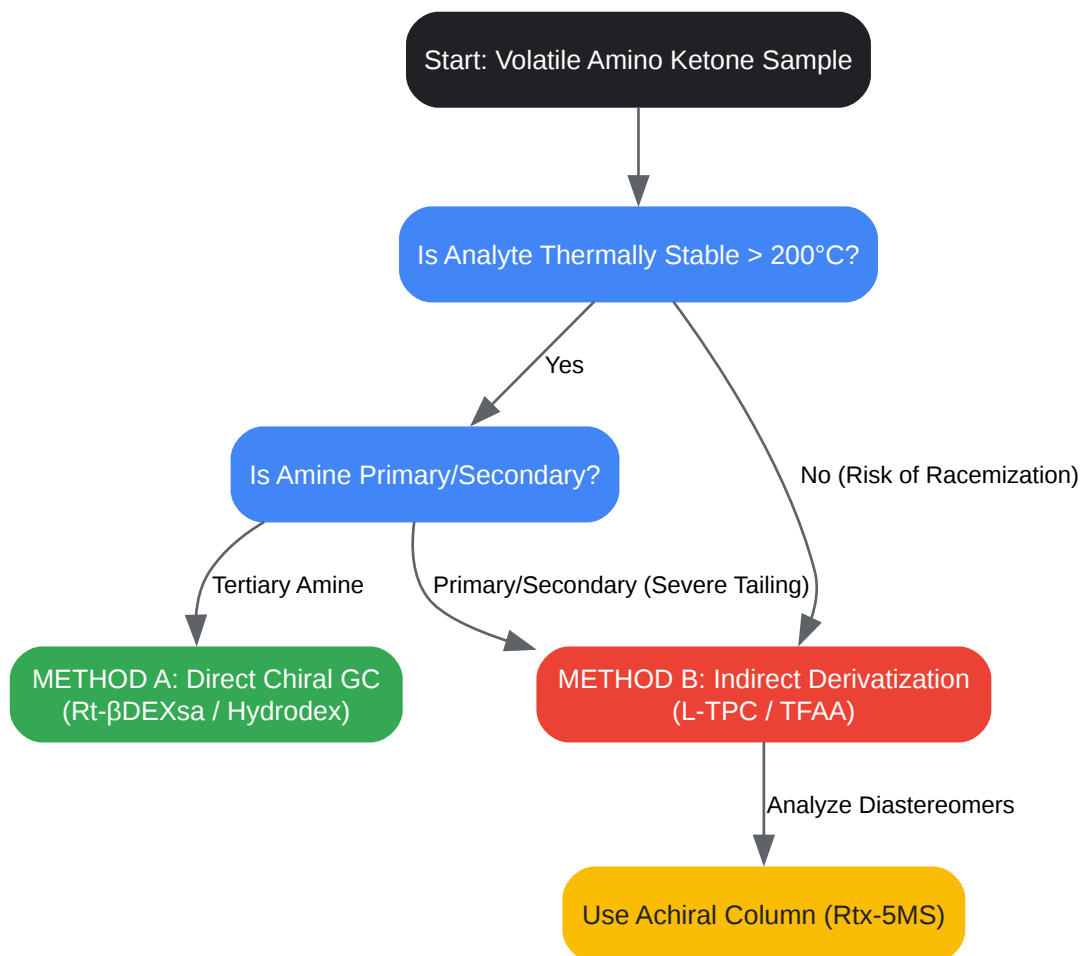 Start: Volatile Amino Ketone Sample
Is Analyte Thermally Stable > 200°C?
Yes
Is Amine Primary/Secondary?
No (Risk of Racemization)
Tertiary Amine
Primary/Secondary (Severe Tailing)
METHOD A: Direct Chiral GC
(Rt-βDEXsa / Hydrodex)
METHOD B: Indirect Derivatization
(L-TPC / TFAA)
Analyze Diastereomers
Use Achiral Column (Rtx-5MS)